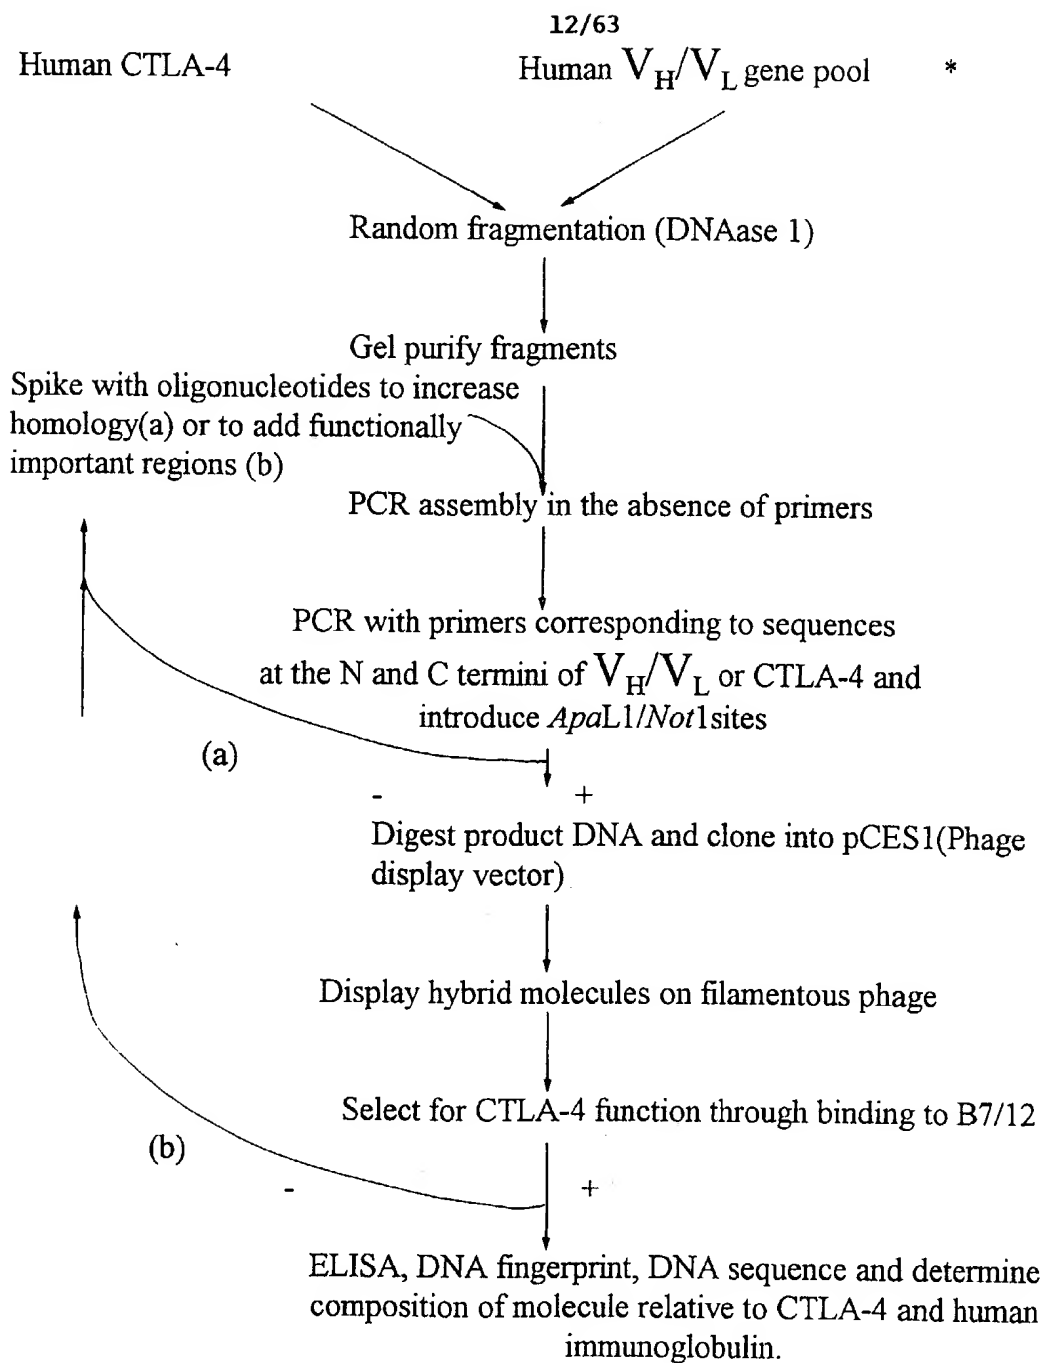 12/63
Human CTLA-4
Human VH/VL gene pool *
Random fragmentation (DNAase 1)
Gel purify fragments
Spike with oligonucleotides to increase
homology(a) or to add functionally
important regions (b)
PCR assembly in the absence of primers
PCR with primers corresponding to sequences
at the N and C termini of VH/VL or CTLA-4 and
introduce ApaL1/Not1sites
(a)
- +
Digest product DNA and clone into pCES1(Phage
display vector)
Display hybrid molecules on filamentous phage
Select for CTLA-4 function through binding to B7/12
(b)
- +
ELISA, DNA fingerprint, DNA sequence and determine
composition of molecule relative to CTLA-4 and human
immunoglobulin.